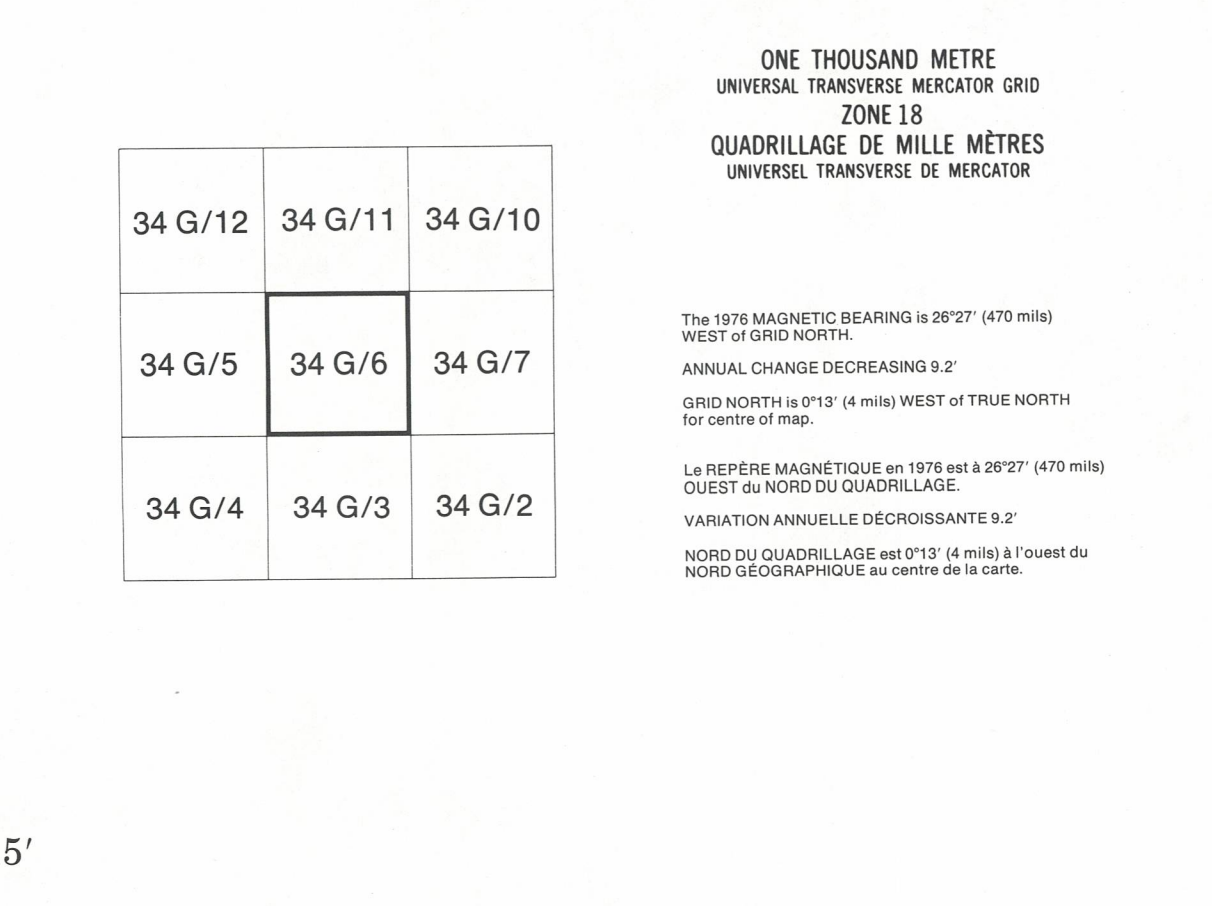 ONE THOUSAND METRE
UNIVERSAL TRANSVERSE MERCATOR GRID
ZONE 18
QUADRILLAGE DE MILLE MÈTRES
UNIVERSEL TRANSVERSE DE MERCATOR
34 G/12 34 G/11 34 G/10
34 G/5 34 G/6 34 G/7
34 G/4 34 G/3 34 G/2
The 1976 MAGNETIC BEARING is 26°27′ (470 mils)
WEST of GRID NORTH.
ANNUAL CHANGE DECREASING 9.2′
GRID NORTH is 0°13′ (4 mils) WEST of TRUE NORTH
for centre of map.
Le REPÈRE MAGNÉTIQUE en 1976 est à 26°27′ (470 mils)
OUEST du NORD DU QUADRILLAGE.
VARIATION ANNUELLE DÉCROISSANTE 9.2′
NORD DU QUADRILLAGE est 0°13′ (4 mils) à l'ouest du
NORD GÉOGRAPHIQUE au centre de la carte.
5′